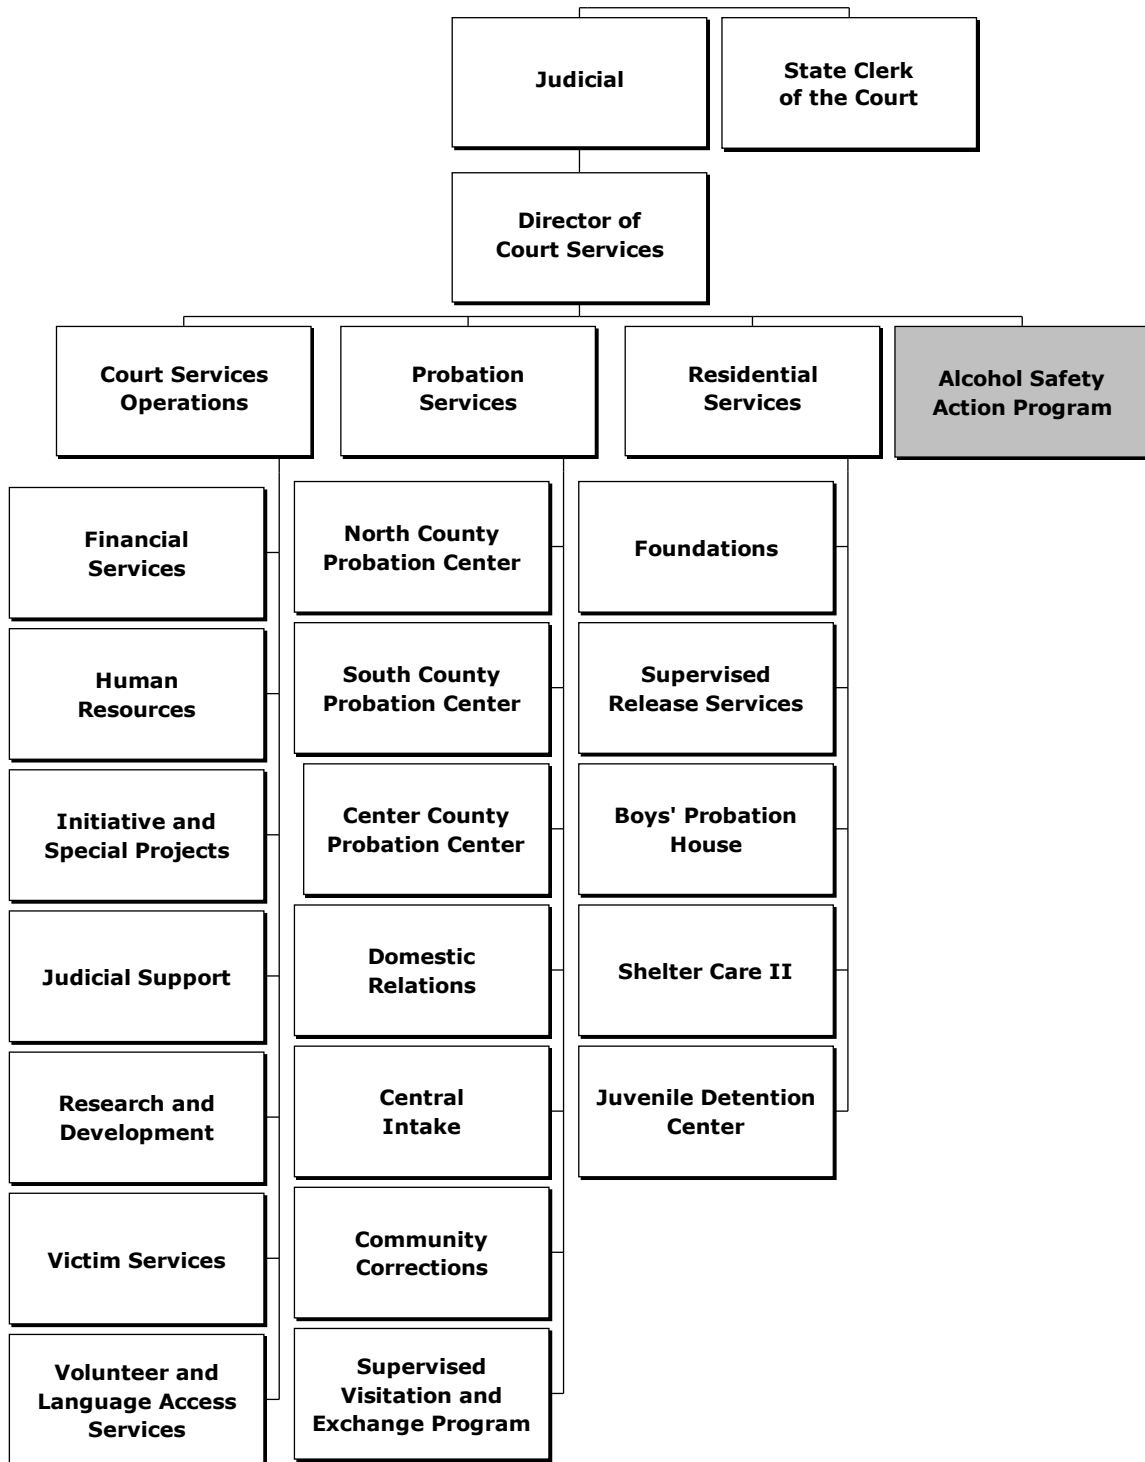 Judicial
State Clerk
of the Court
Director of
Court Services
Court Services
Operations
Probation
Services
Residential
Services
Alcohol Safety
Action Program
Financial
Services
Human
Resources
Initiative and
Special Projects
Judicial Support
Research and
Development
Victim Services
Volunteer and
Language Access
Services
North County
Probation Center
South County
Probation Center
Center County
Probation Center
Domestic
Relations
Central
Intake
Community
Corrections
Supervised
Visitation and
Exchange Program
Foundations
Supervised
Release Services
Boys' Probation
House
Shelter Care II
Juvenile Detention
Center